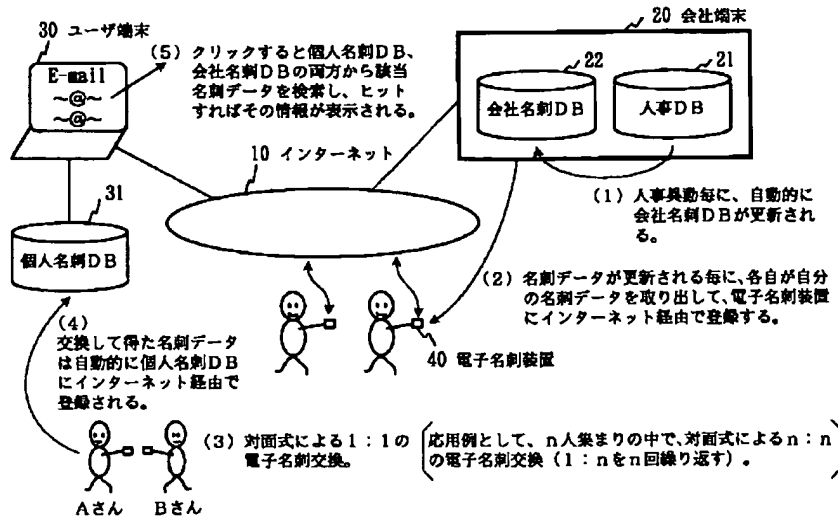 30 ユーザ端末
E-mail
~@~
~@~
(5) クリックすると個人名刺DB、
会社名刺DBの両方から該当
名刺データを検索し、ヒット
すればその情報が表示される。
20 会社端末
22
会社名刺DB
21
人事DB
(1) 人事異動毎に、自動的に
会社名刺DBが更新され
る。
10 インターネット
31
個人名刺DB
(2) 名刺データが更新される毎に、各自が自分
の名刺データを取り出して、電子名刺装置
にインターネット経由で登録する。
40 電子名刺装置
(4)
交換して得た名刺データ
は自動的に個人名刺DB
にインターネット経由で
登録される。
(3) 対面式による1:1の
電子名刺交換。
応用例として、n人集まりの中で、対面式によるn:n
の電子名刺交換(1:nをn回繰り返す)。
Aさん Bさん